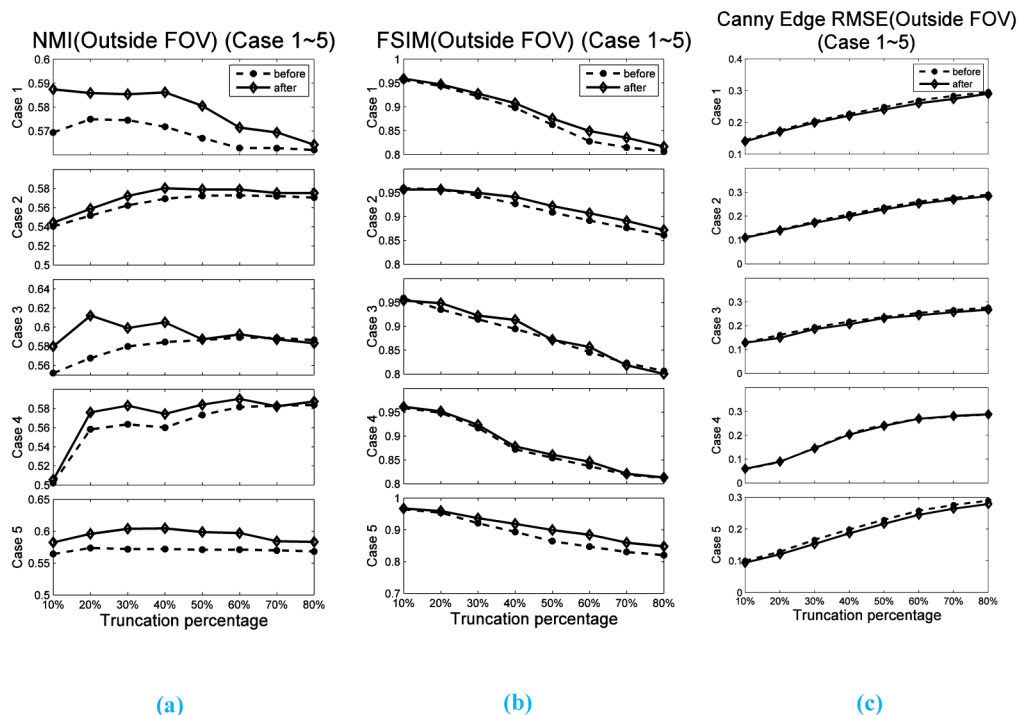 NMI(Outside FOV) (Case 1~5)
0.6
0.59
0.58
0.57
Case 1
before
after
0.58
0.56
0.54
0.5
Case 2
0.64
0.62
0.6
0.58
0.56
Case 3
0.58
0.56
0.54
0.52
0.5
Case 4
0.65
0.6
0.55
0.5
Case 5
10% 20% 30% 40% 50% 60% 70% 80%
Truncation percentage
(a)
FSIM(Outside FOV) (Case 1~5)
1
0.95
0.9
0.85
0.8
Case 1
before
after
0.95
0.9
0.85
0.8
Case 2
0.95
0.9
0.85
0.8
Case 3
0.95
0.9
0.85
0.8
Case 4
1
0.9
0.8
0.7
Case 5
10% 20% 30% 40% 50% 60% 70% 80%
Truncation percentage
(b)
Canny Edge RMSE(Outside FOV)
(Case 1~5)
0.4
0.3
0.2
0.1
Case 1
before
after
0.3
0.2
0.1
0
Case 2
0.3
0.2
0.1
0
Case 3
0.3
0.2
0.1
0
Case 4
0.3
0.2
0.1
0
Case 5
10% 20% 30% 40% 50% 60% 70% 80%
Truncation percentage
(c)